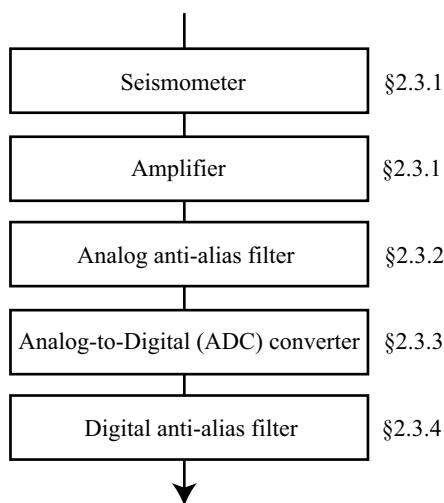 Seismometer §2.3.1
Amplifier §2.3.1
Analog anti-alias filter §2.3.2
Analog-to-Digital (ADC) converter §2.3.3
Digital anti-alias filter §2.3.4